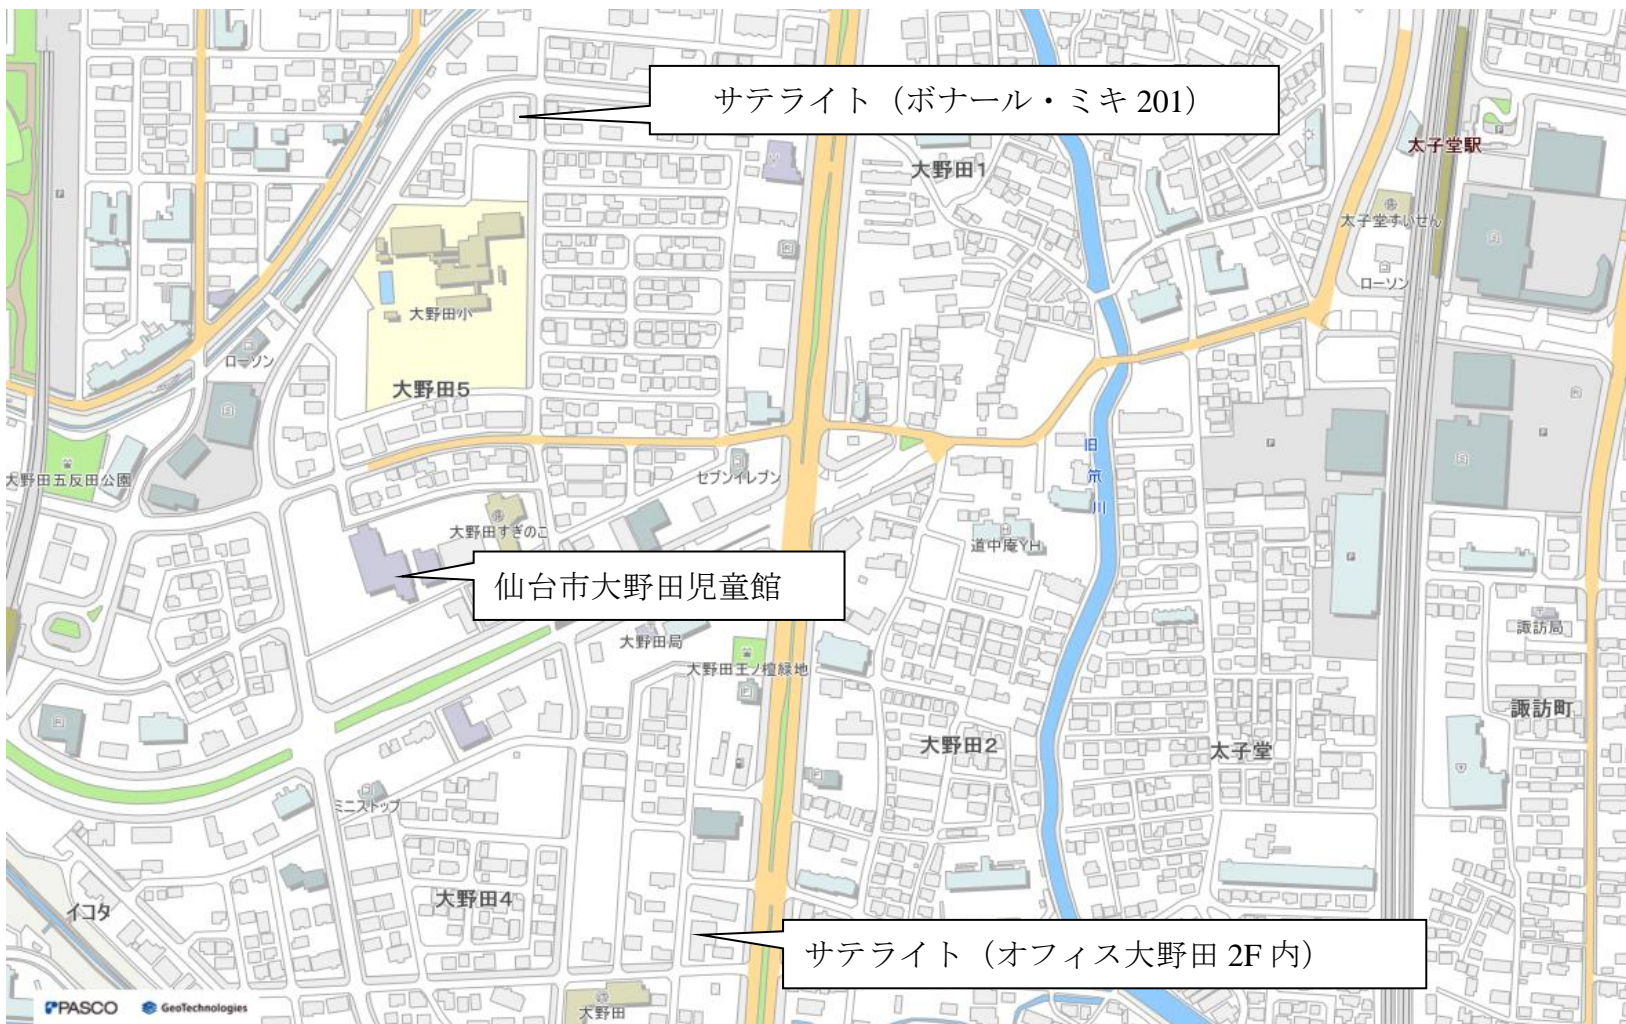 サテライト（ボナール・ミキ 201）
太子堂駅
大野田1
太子堂すいせん
ローソン
大野田小
ローソン
大野田5
旧笊川
セブンイレブン
大野田五反田公園
大野田すぎのこ
道中庵YH
仙台市大野田児童館
大野田局
諏訪局
大野田王ノ壇緑地
諏訪町
大野田2
太子堂
ミニストップ
大野田4
イコタ
サテライト（オフィス大野田 2F 内）
PASCO
GeoTechnologies
大野田